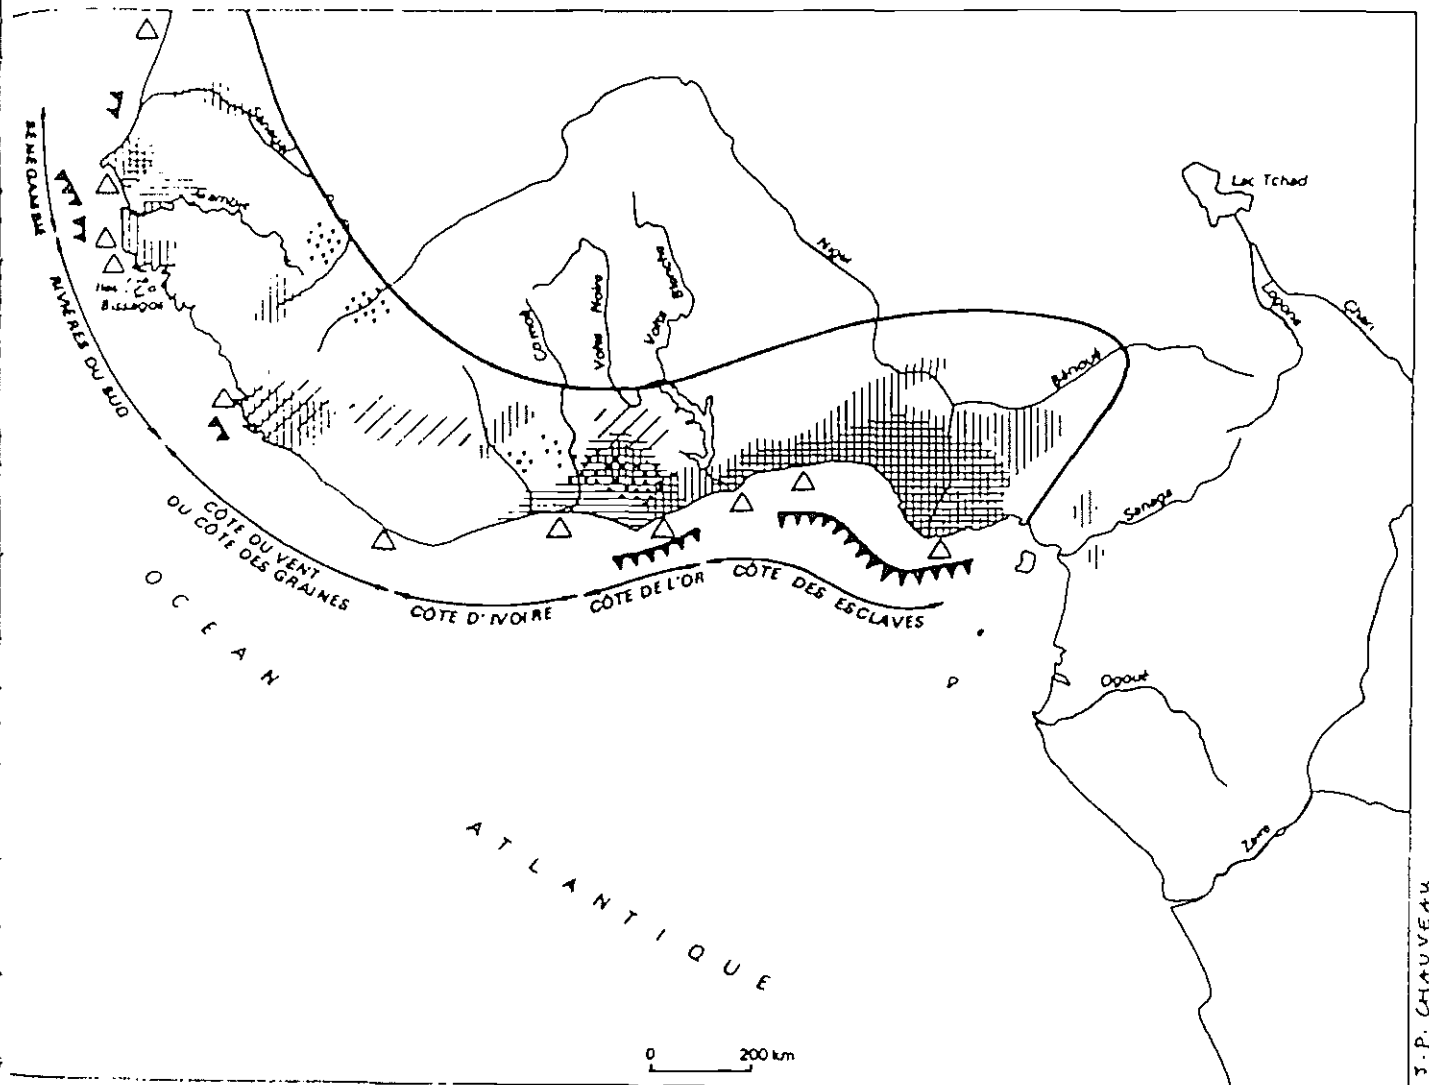 SÉNÉGAMBIE
Sénégal
Gambie
Iles
Bissagos
RIVIÈRES DU SUD
Comoé
Volta Noire
Volta Blanche
Niger
Lac Tchad
Logone
Chari
Bénoué
Sanaga
CÔTE DU VENT
DU CÔTE DES GRAINES
CÔTE D'IVOIRE
CÔTE DE L'OR
CÔTE DES ESCLAVES
OCEAN
ATLANTIQUE
Ogoué
Zaïre
0 200 km
J.-P. CHAUVEAU